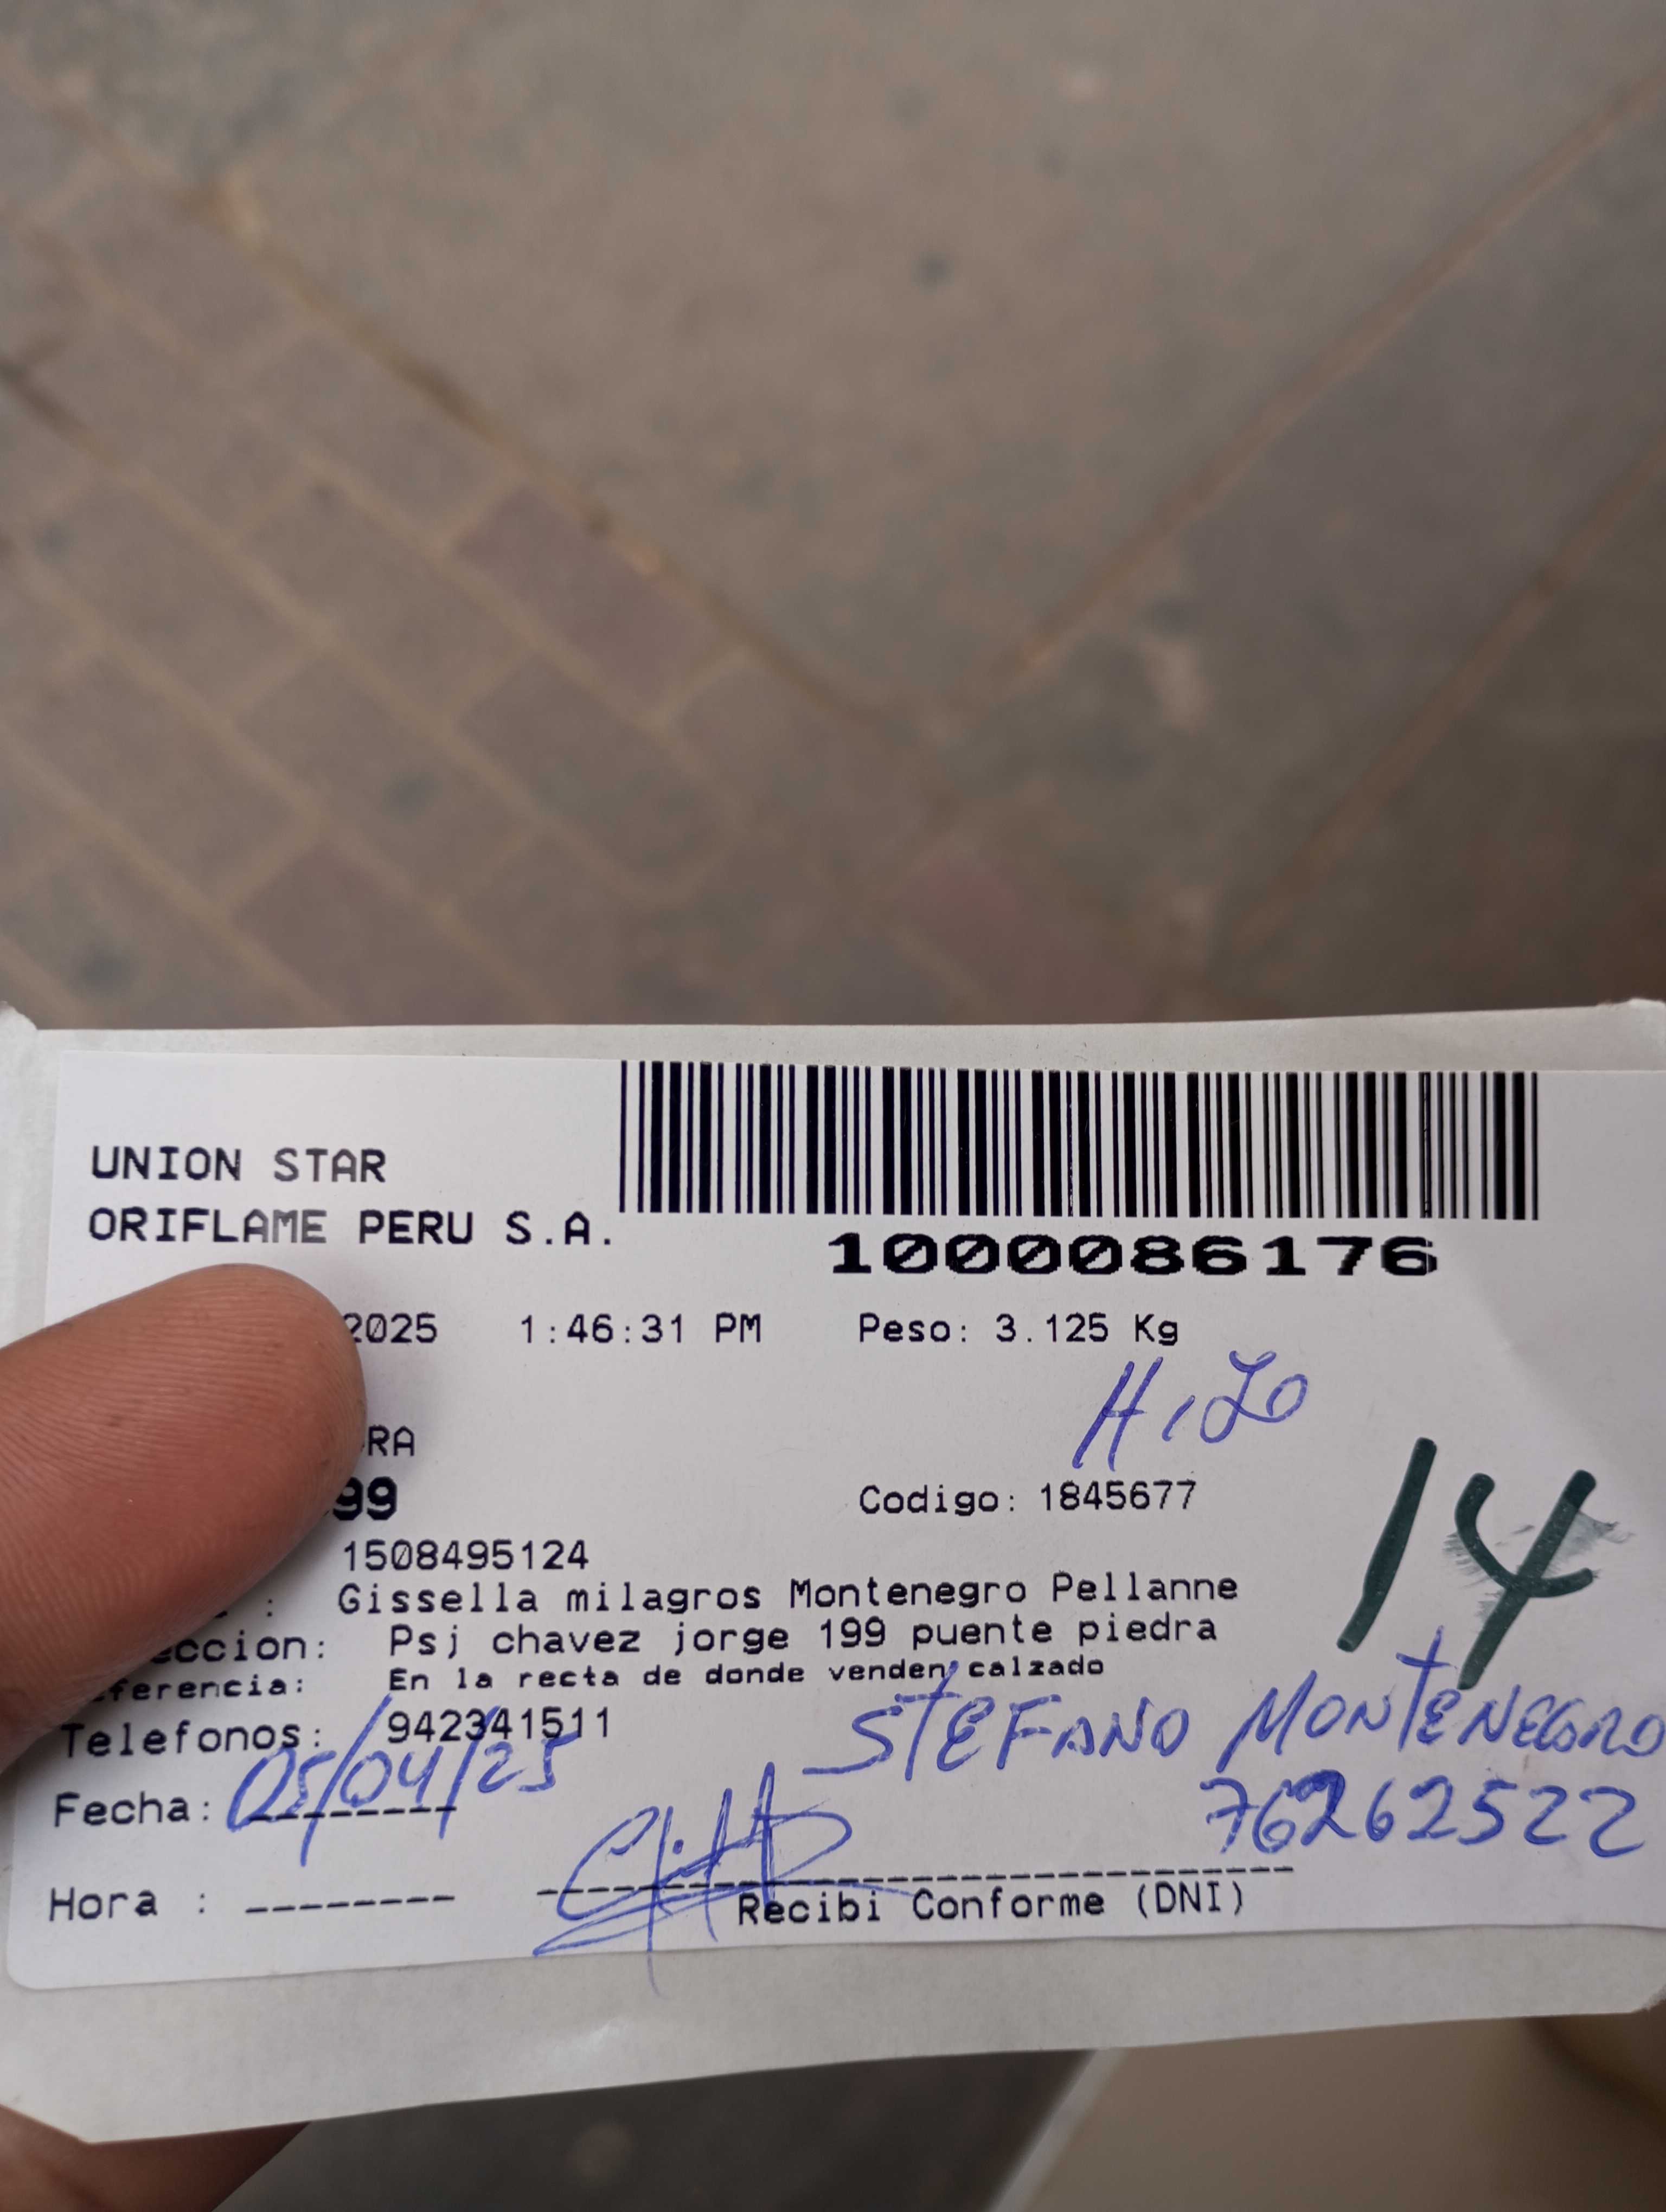 UNION STAR
ORIFLAME PERU S.A.
1000086176
2025 1:46:31 PM Peso: 3.125 Kg
RA
99 Codigo: 1845677
14
1508495124
: Gissella milagros Montenegro Pellanne
eccion: Psj chavez jorge 199 puente piedra
ferencia: En la recta de donde venden calzado
Telefonos: 942341511
STEFANO MONTENEGRO
Fecha: 05/04/25 76262522
Hora : --------
Recibi Conforme (DNI)